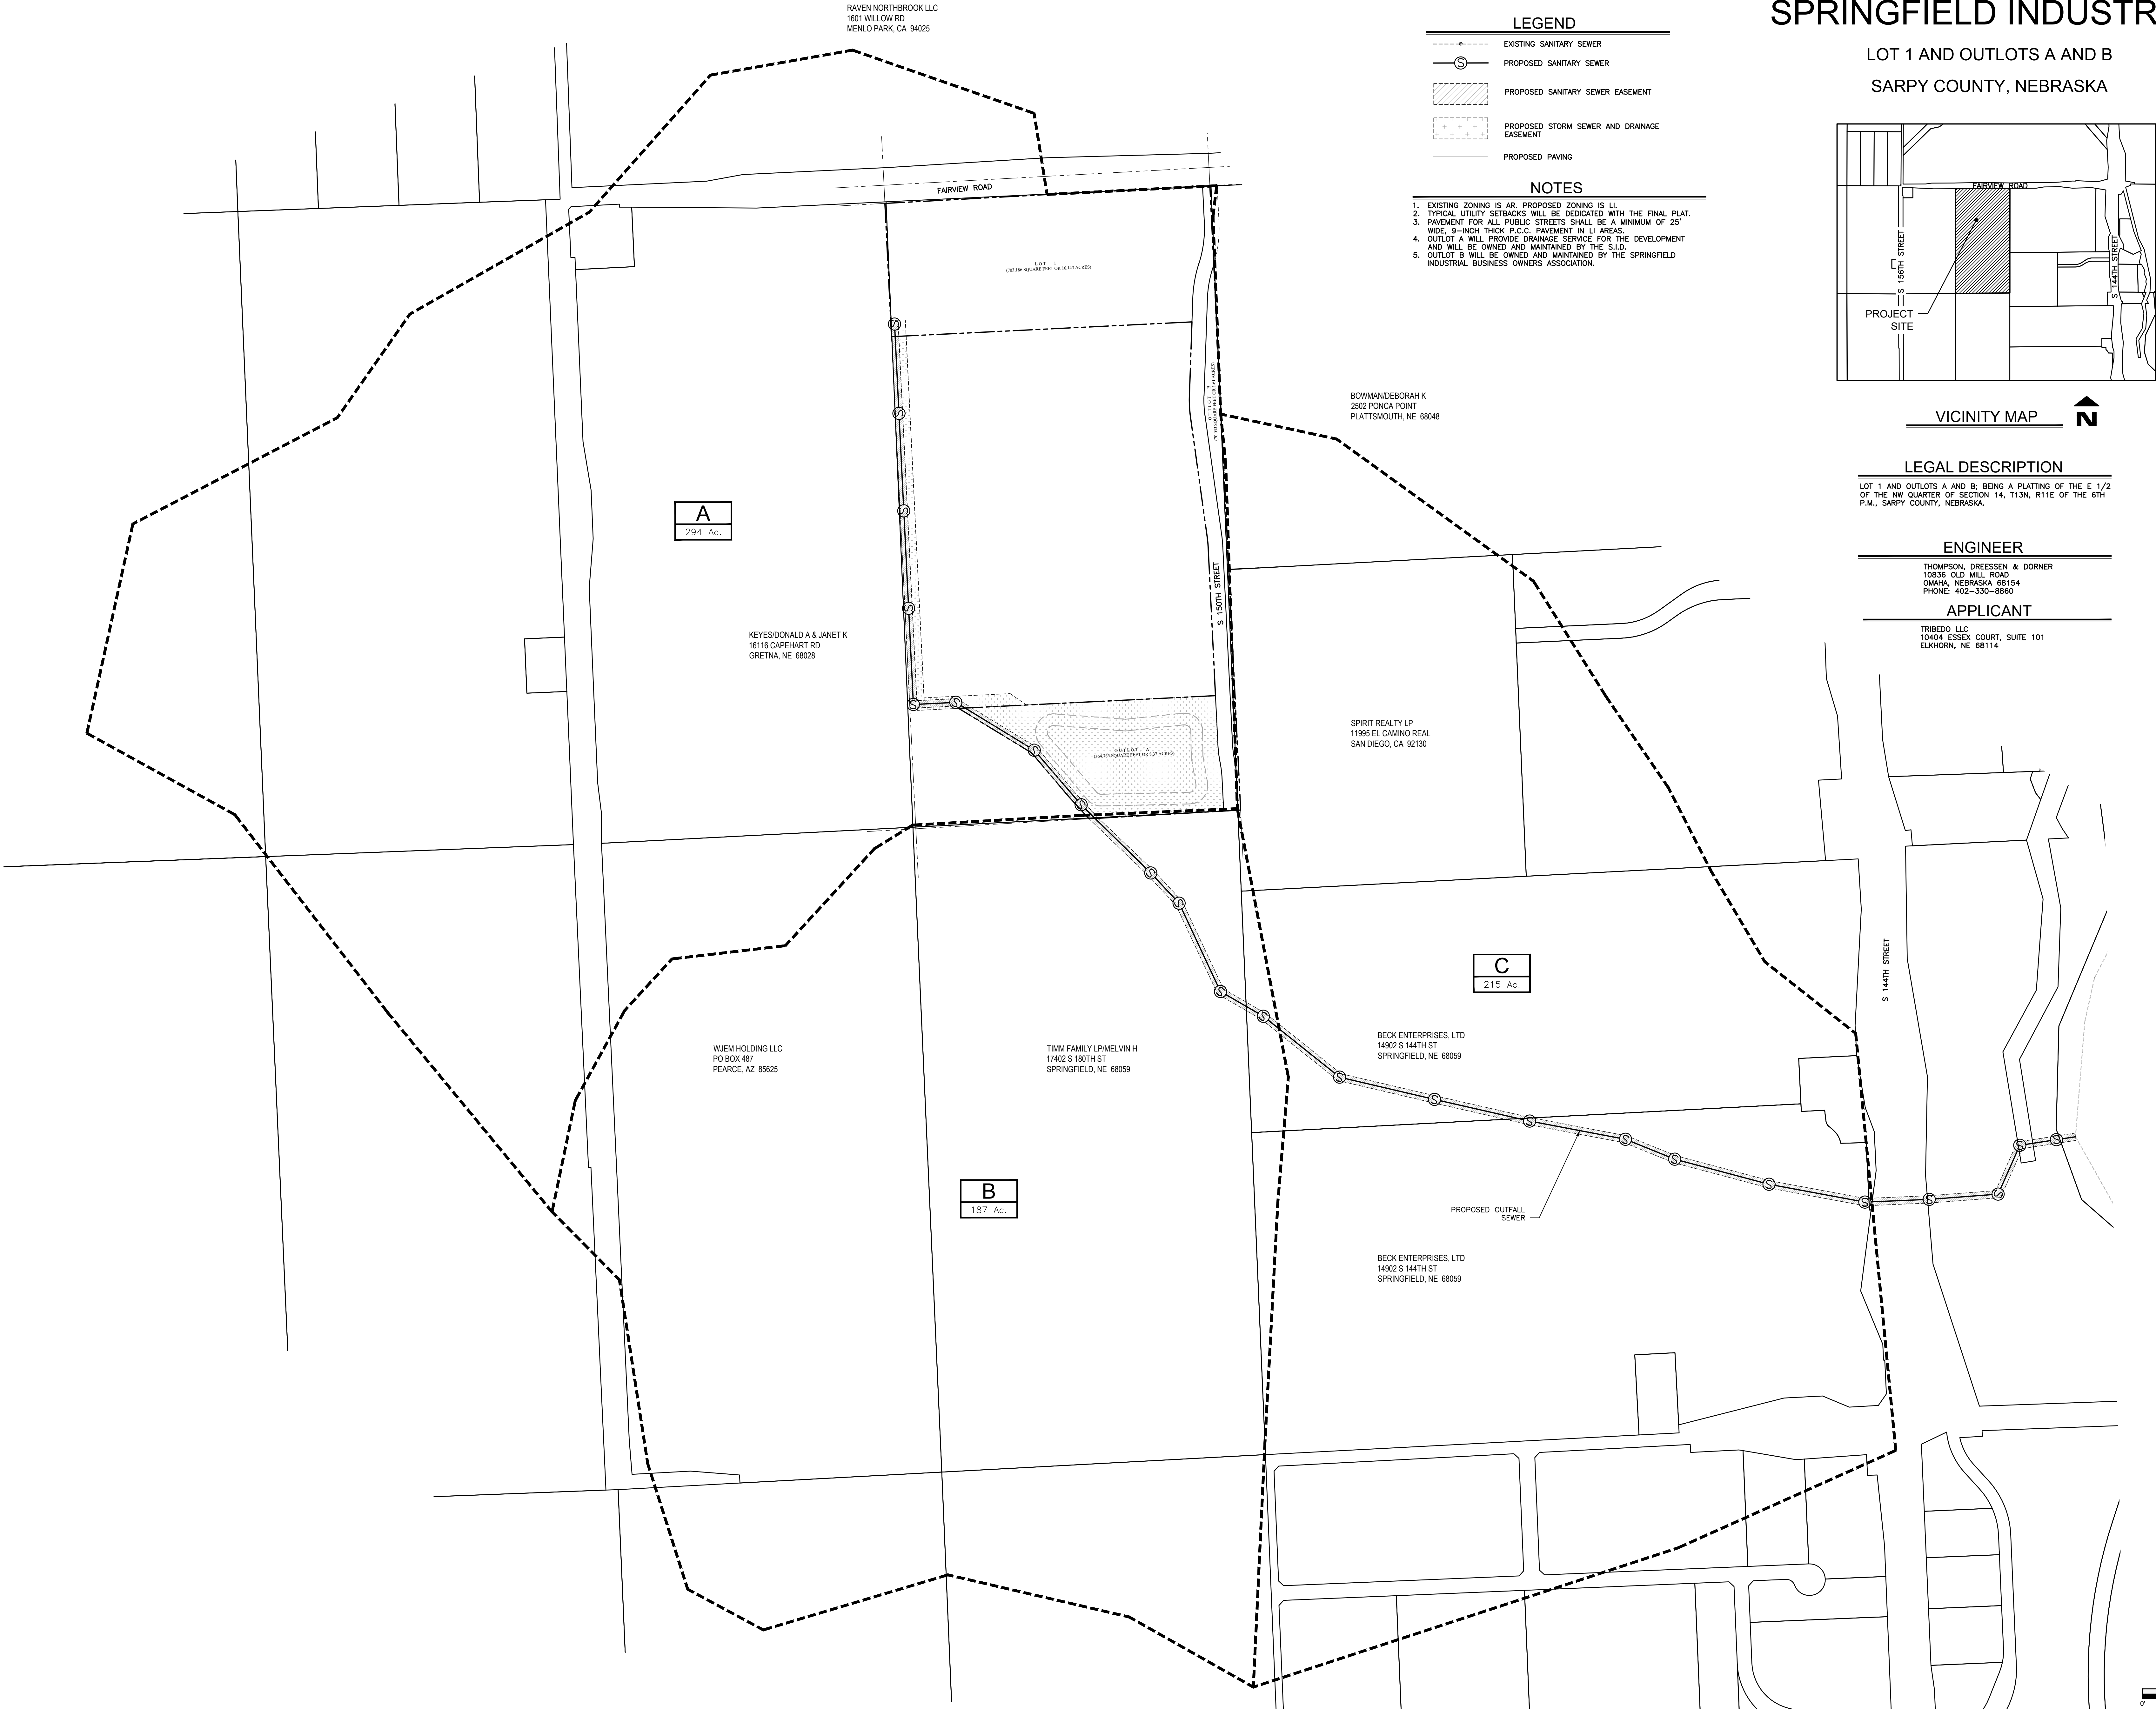 RAVEN NORTHBROOK LLC
1601 WILLOW RD
MENLO PARK, CA 94025
LEGEND
EXISTING SANITARY SEWER
PROPOSED SANITARY SEWER
PROPOSED SANITARY SEWER EASEMENT
PROPOSED STORM SEWER AND DRAINAGE
EASEMENT
PROPOSED PAVING
NOTES
1. EXISTING ZONING IS AR. PROPOSED ZONING IS LI.
2. TYPICAL UTILITY SETBACKS WILL BE DEDICATED WITH THE FINAL PLAT.
3. PAVEMENT FOR ALL PUBLIC STREETS SHALL BE A MINIMUM OF 25'
WIDE, 9-INCH THICK P.C.C. PAVEMENT IN LI AREAS.
4. OUTLOT A WILL PROVIDE DRAINAGE SERVICE FOR THE DEVELOPMENT
AND WILL BE OWNED AND MAINTAINED BY THE S.I.D.
5. OUTLOT B WILL BE OWNED AND MAINTAINED BY THE SPRINGFIELD
INDUSTRIAL BUSINESS OWNERS ASSOCIATION.
SPRINGFIELD INDUSTR
LOT 1 AND OUTLOTS A AND B
SARPY COUNTY, NEBRASKA
FAIRVIEW ROAD
S 156TH STREET
S 144TH STREET
PROJECT
SITE
VICINITY MAP
N
LEGAL DESCRIPTION
LOT 1 AND OUTLOTS A AND B; BEING A PLATTING OF THE E 1/2
OF THE NW QUARTER OF SECTION 14, T13N, R11E OF THE 6TH
P.M., SARPY COUNTY, NEBRASKA.
ENGINEER
THOMPSON, DREESSEN & DORNER
10836 OLD MILL ROAD
OMAHA, NEBRASKA 68154
PHONE: 402-330-8860
APPLICANT
TRIBEDO LLC
10404 ESSEX COURT, SUITE 101
ELKHORN, NE 68114
FAIRVIEW ROAD
LOT 1
OUTLOT B
BOWMAN/DEBORAH K
2502 PONCA POINT
PLATTSMOUTH, NE 68048
A
294 Ac.
S 150TH STREET
KEYES/DONALD A & JANET K
16116 CAPEHART RD
GRETNA, NE 68028
SPIRIT REALTY LP
11995 EL CAMINO REAL
SAN DIEGO, CA 92130
OUTLOT A
C
215 Ac.
S 144TH STREET
WJEM HOLDING LLC
PO BOX 487
PEARCE, AZ 85625
TIMM FAMILY LP/MELVIN H
17402 S 180TH ST
SPRINGFIELD, NE 68059
BECK ENTERPRISES, LTD
14902 S 144TH ST
SPRINGFIELD, NE 68059
B
187 Ac.
PROPOSED OUTFALL
SEWER
BECK ENTERPRISES, LTD
14902 S 144TH ST
SPRINGFIELD, NE 68059
0'